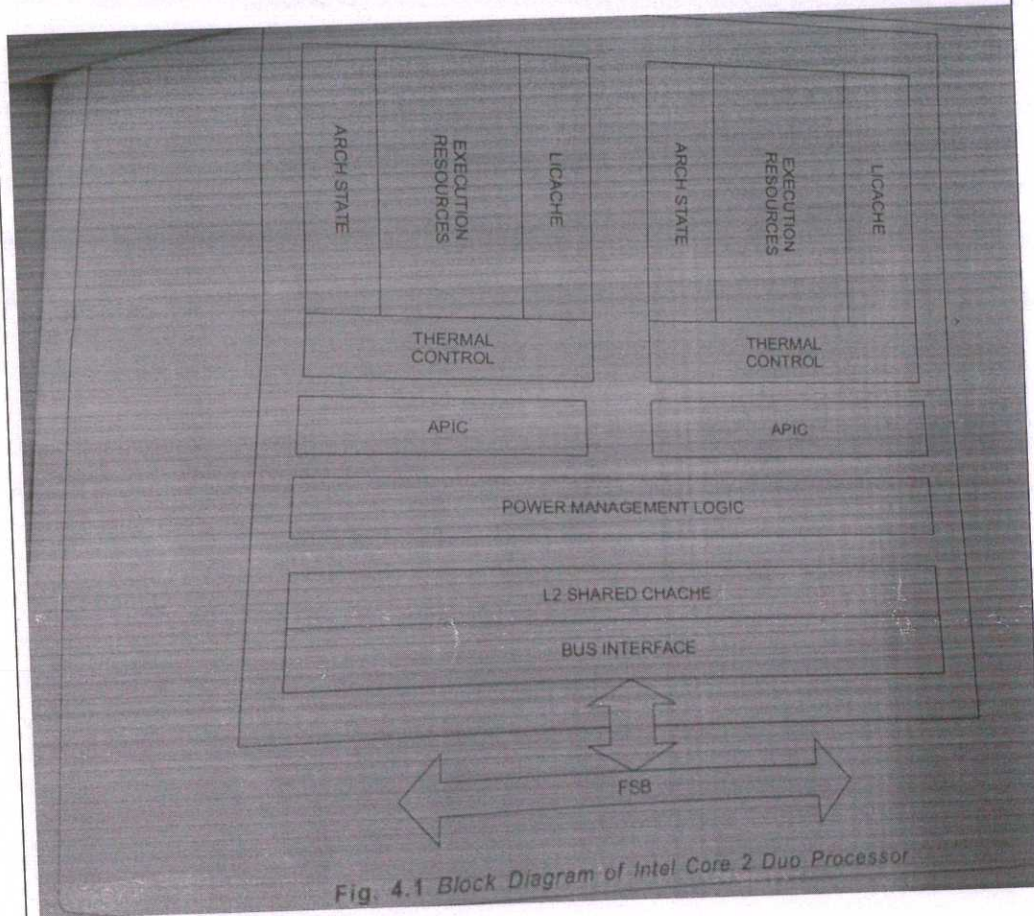 ARCH STATE
EXECUTION
RESOURCES
LICACHE
ARCH STATE
EXECUTION
RESOURCES
LICACHE
THERMAL
CONTROL
THERMAL
CONTROL
APIC
APIC
POWER MANAGEMENT LOGIC
L2 SHARED CHACHE
BUS INTERFACE
FSB
Fig. 4.1 Block Diagram of Intel Core 2 Duo Processor